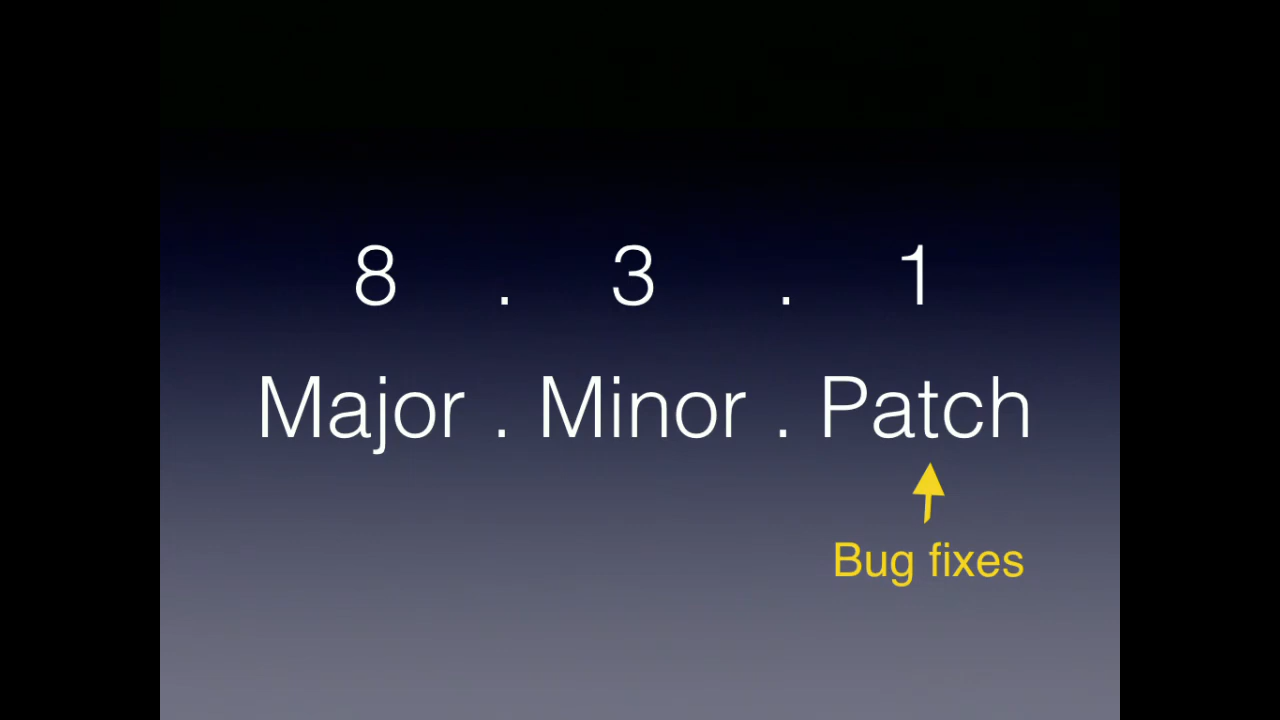 8 . 3 . 1
Major . Minor . Patch
Bug fixes